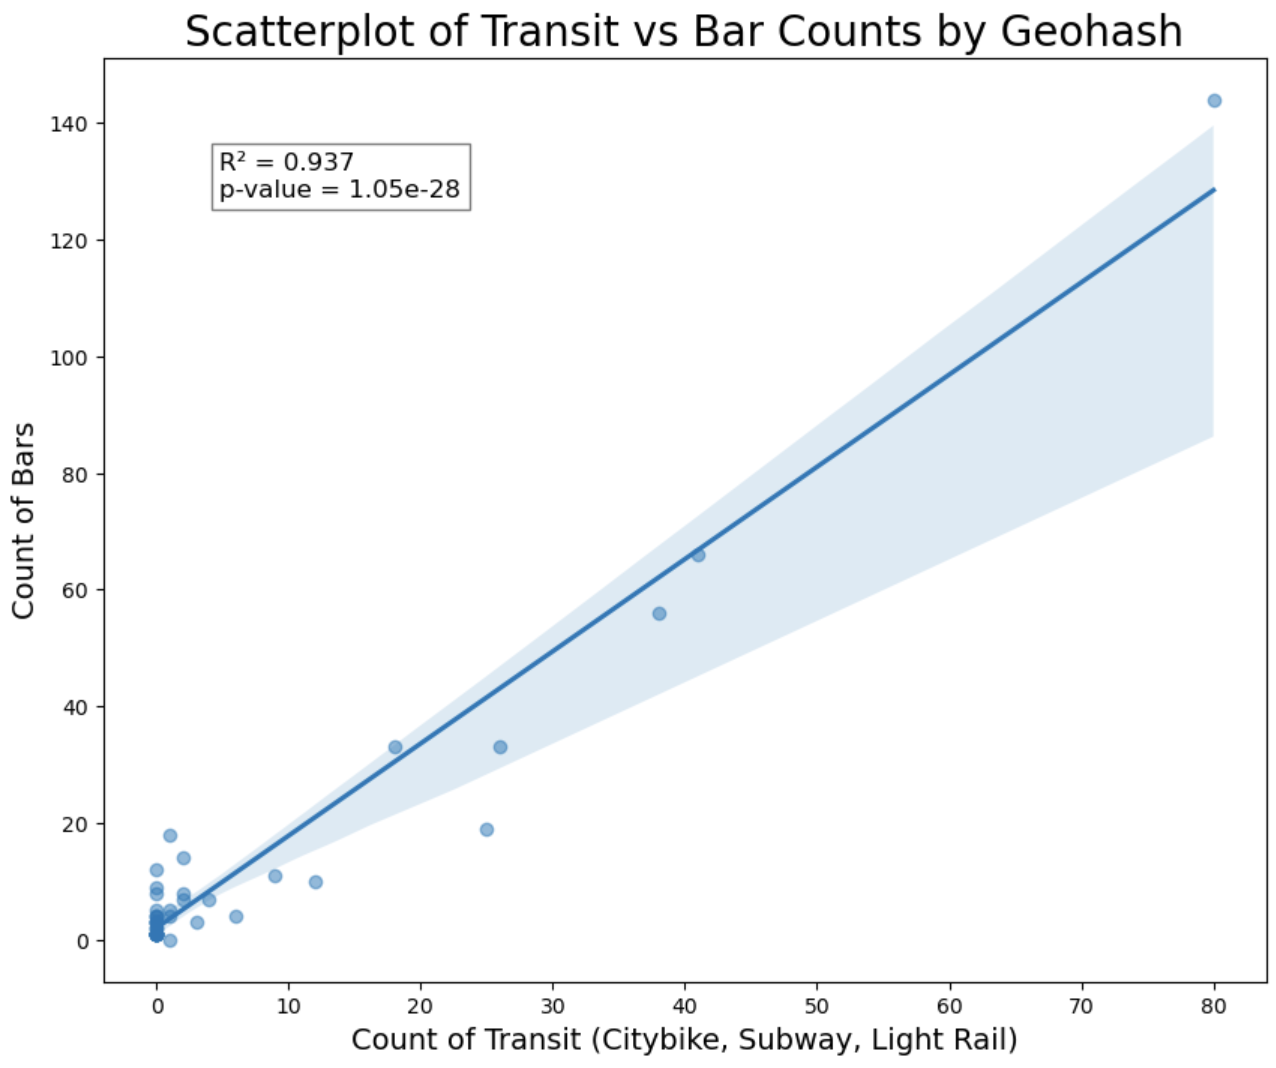 Scatterplot of Transit vs Bar Counts by Geohash
R² = 0.937
p-value = 1.05e-28
Count of Bars
140
120
100
80
60
40
20
0
0 10 20 30 40 50 60 70 80
Count of Transit (Citybike, Subway, Light Rail)